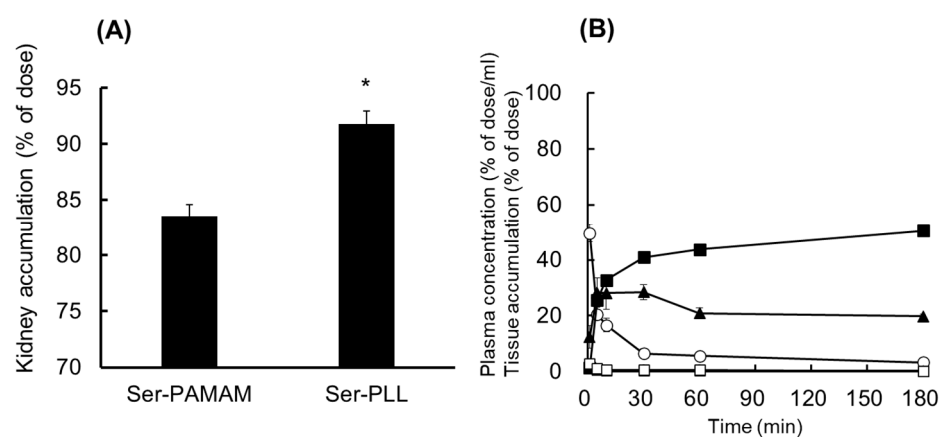 (A)
Kidney accumulation (% of dose)
95
90
85
80
75
70
*
Ser-PAMAM
Ser-PLL
(B)
Plasma concentration (% of dose/ml)
Tissue accumulation (% of dose)
100
80
60
40
20
0
0 30 60 90 120 150 180
Time (min)